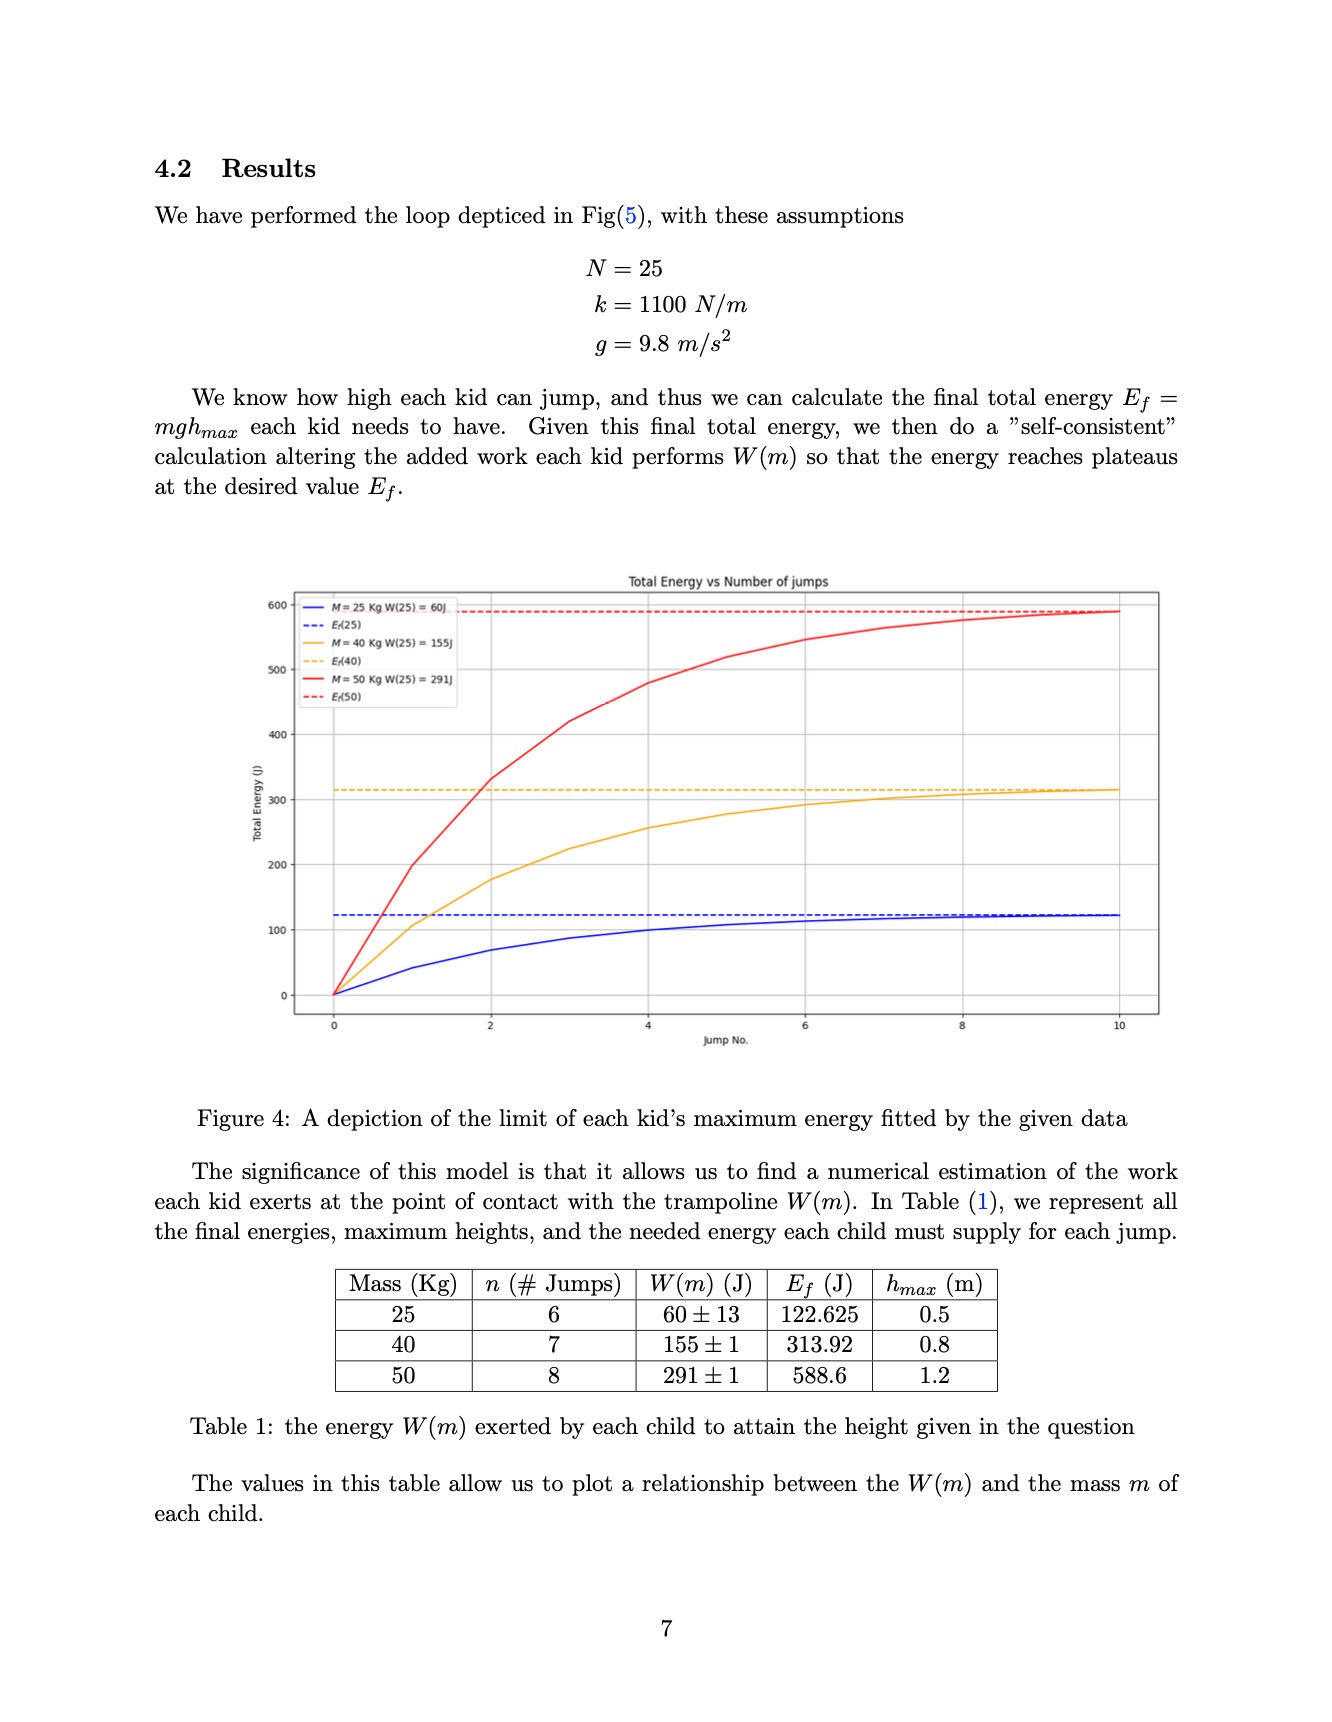 4.2 Results
We have performed the loop depticed in Fig(5), with these assumptions
N = 25
k = 1100 N/m
g = 9.8 m/s²
We know how high each kid can jump, and thus we can calculate the final total energy E_f =
mgh_max each kid needs to have. Given this final total energy, we then do a ”self-consistent”
calculation altering the added work each kid performs W(m) so that the energy reaches plateaus
at the desired value E_f.
Total Energy vs Number of jumps
M = 25 Kg W(25) = 60J
E_f(25)
M = 40 Kg W(25) = 155J
E_f(40)
M = 50 Kg W(25) = 291J
E_f(50)
600
500
400
300
200
100
0
Total Energy (J)
0 2 4 6 8 10
Jump No.
Figure 4: A depiction of the limit of each kid’s maximum energy fitted by the given data
The significance of this model is that it allows us to find a numerical estimation of the work
each kid exerts at the point of contact with the trampoline W(m). In Table (1), we represent all
the final energies, maximum heights, and the needed energy each child must supply for each jump.
Mass (Kg) n (# Jumps) W(m) (J) E_f (J) h_max (m)
25 6 60 ± 13 122.625 0.5
40 7 155 ± 1 313.92 0.8
50 8 291 ± 1 588.6 1.2
Table 1: the energy W(m) exerted by each child to attain the height given in the question
The values in this table allow us to plot a relationship between the W(m) and the mass m of
each child.
7